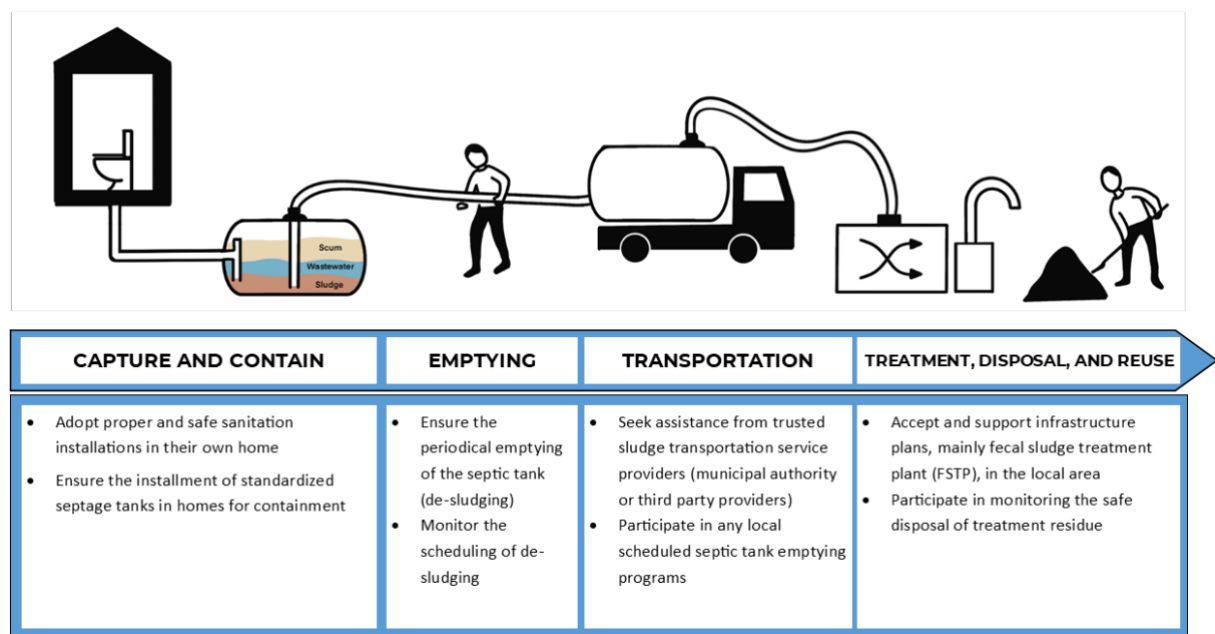 Scum
Wastewater
Sludge
CAPTURE AND CONTAIN
EMPTYING
TRANSPORTATION
TREATMENT, DISPOSAL, AND REUSE
• Adopt proper and safe sanitation
installations in their own home
• Ensure the installment of standardized
septage tanks in homes for containment
• Ensure the
periodical emptying
of the septic tank
(de-sludging)
• Monitor the
scheduling of de-
sludging
• Seek assistance from trusted
sludge transportation service
providers (municipal authority
or third party providers)
• Participate in any local
scheduled septic tank emptying
programs
• Accept and support infrastructure
plans, mainly fecal sludge treatment
plant (FSTP), in the local area
• Participate in monitoring the safe
disposal of treatment residue